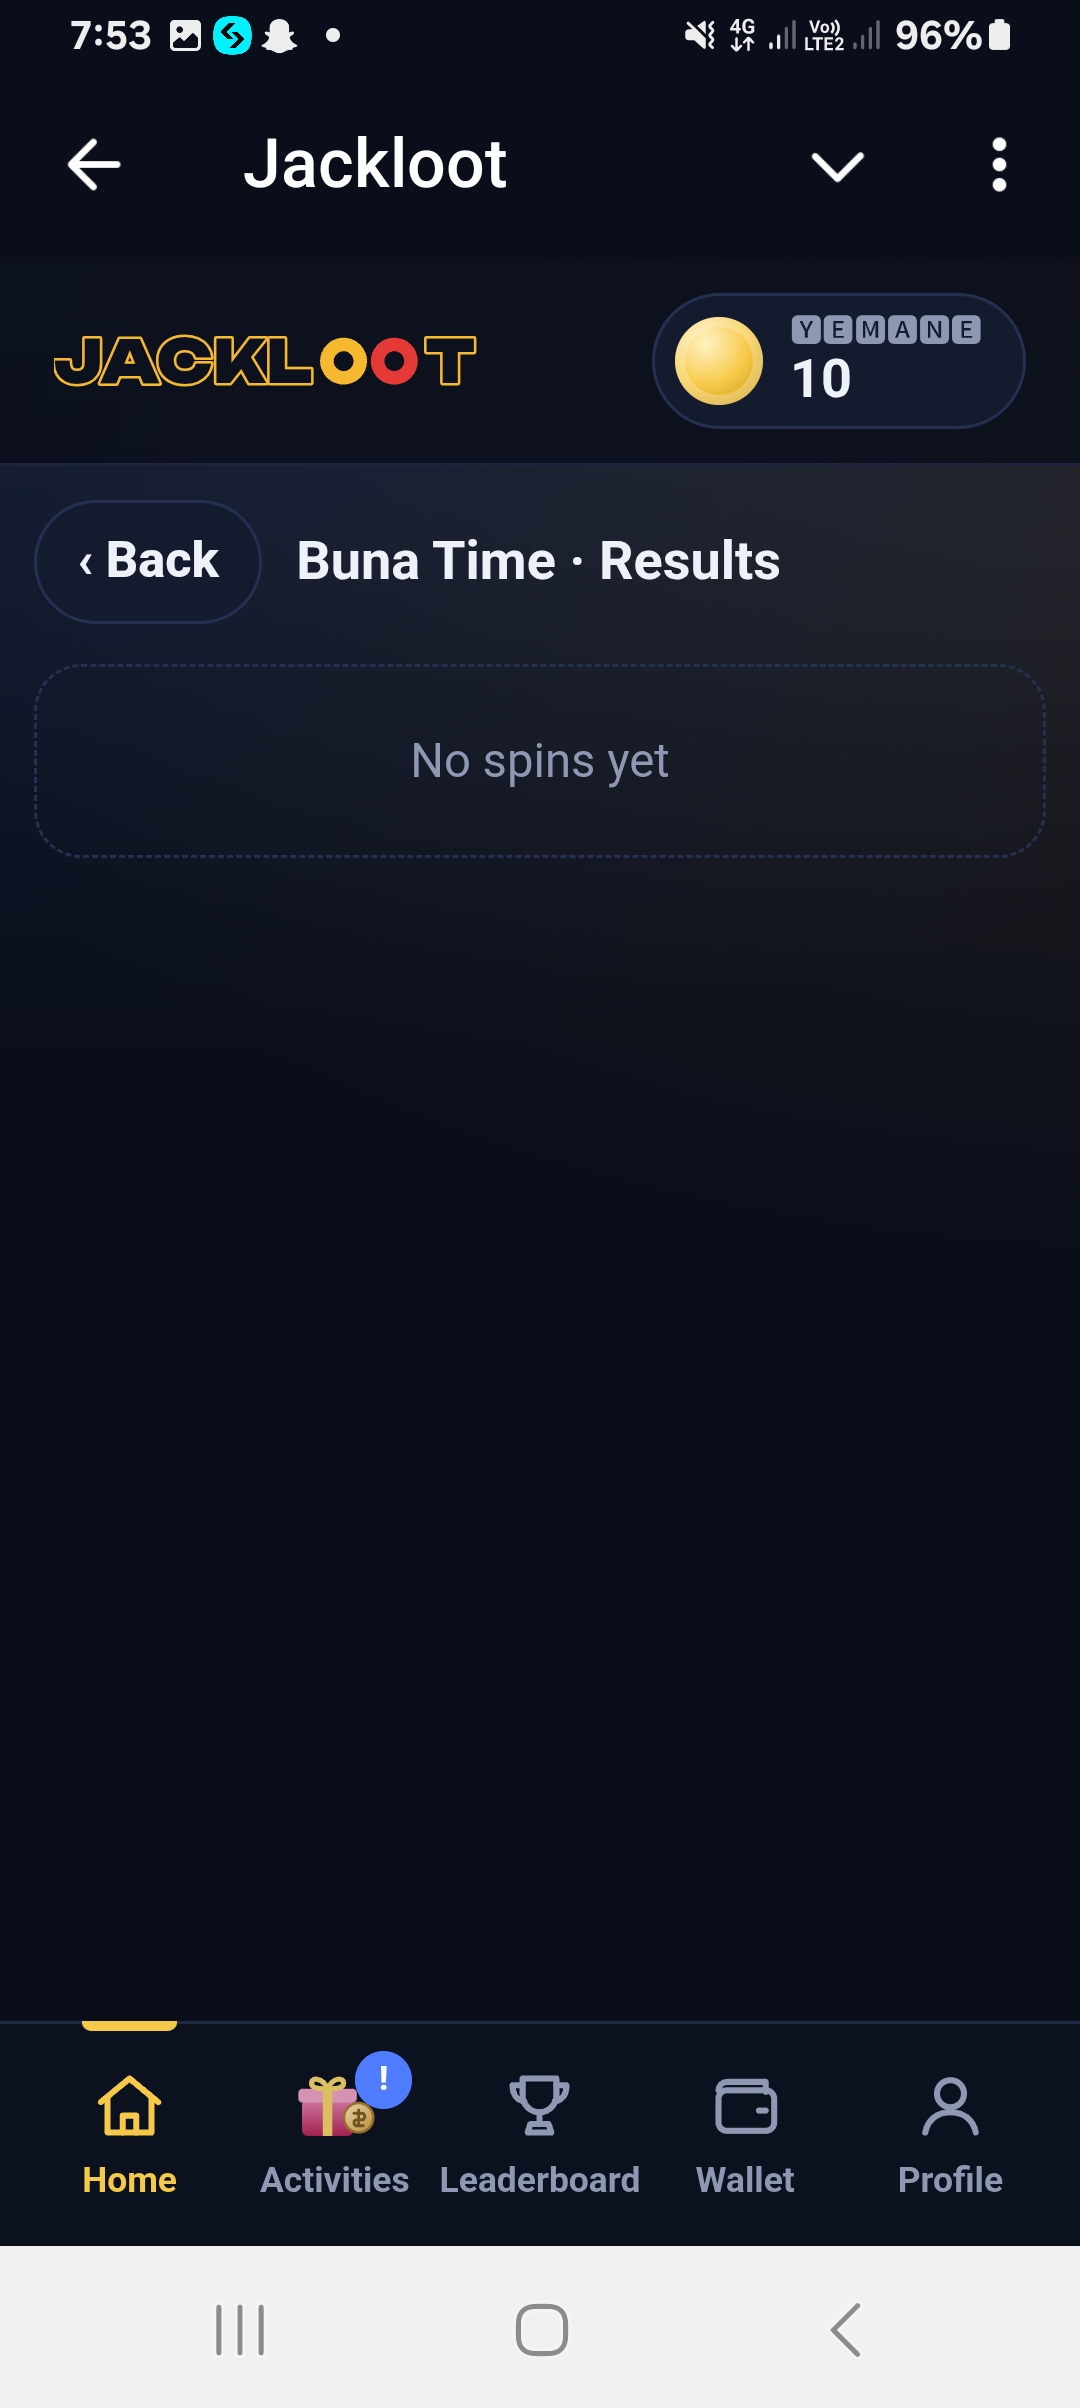 7:53
4G
Vo))
LTE2
96%
Jackloot
JACKLOOT
YEMANE
10
‹ Back
Buna Time · Results
No spins yet
!
Home
Activities
Leaderboard
Wallet
Profile